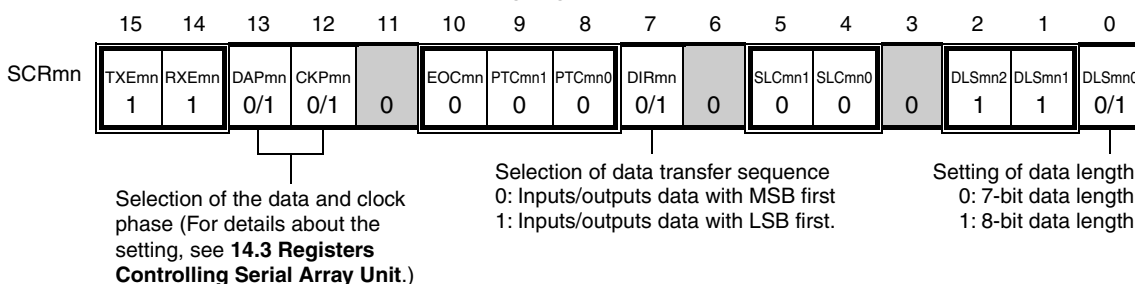 15 14 13 12 11 10 9 8 7 6 5 4 3 2 1 0
SCRmn TXEmn RXEmn DAPmn CKPmn EOCmn PTCmn1 PTCmn0 DIRmn SLCmn1 SLCmn0 DLSmn2 DLSmn1 DLSmn0
1 1 0/1 0/1 0 0 0 0 0/1 0 0 0 0 1 1 0/1
Selection of data transfer sequence
0: Inputs/outputs data with MSB first
1: Inputs/outputs data with LSB first.
Setting of data length
0: 7-bit data length
1: 8-bit data length
Selection of the data and clock
phase (For details about the
setting, see 14.3 Registers
Controlling Serial Array Unit.)